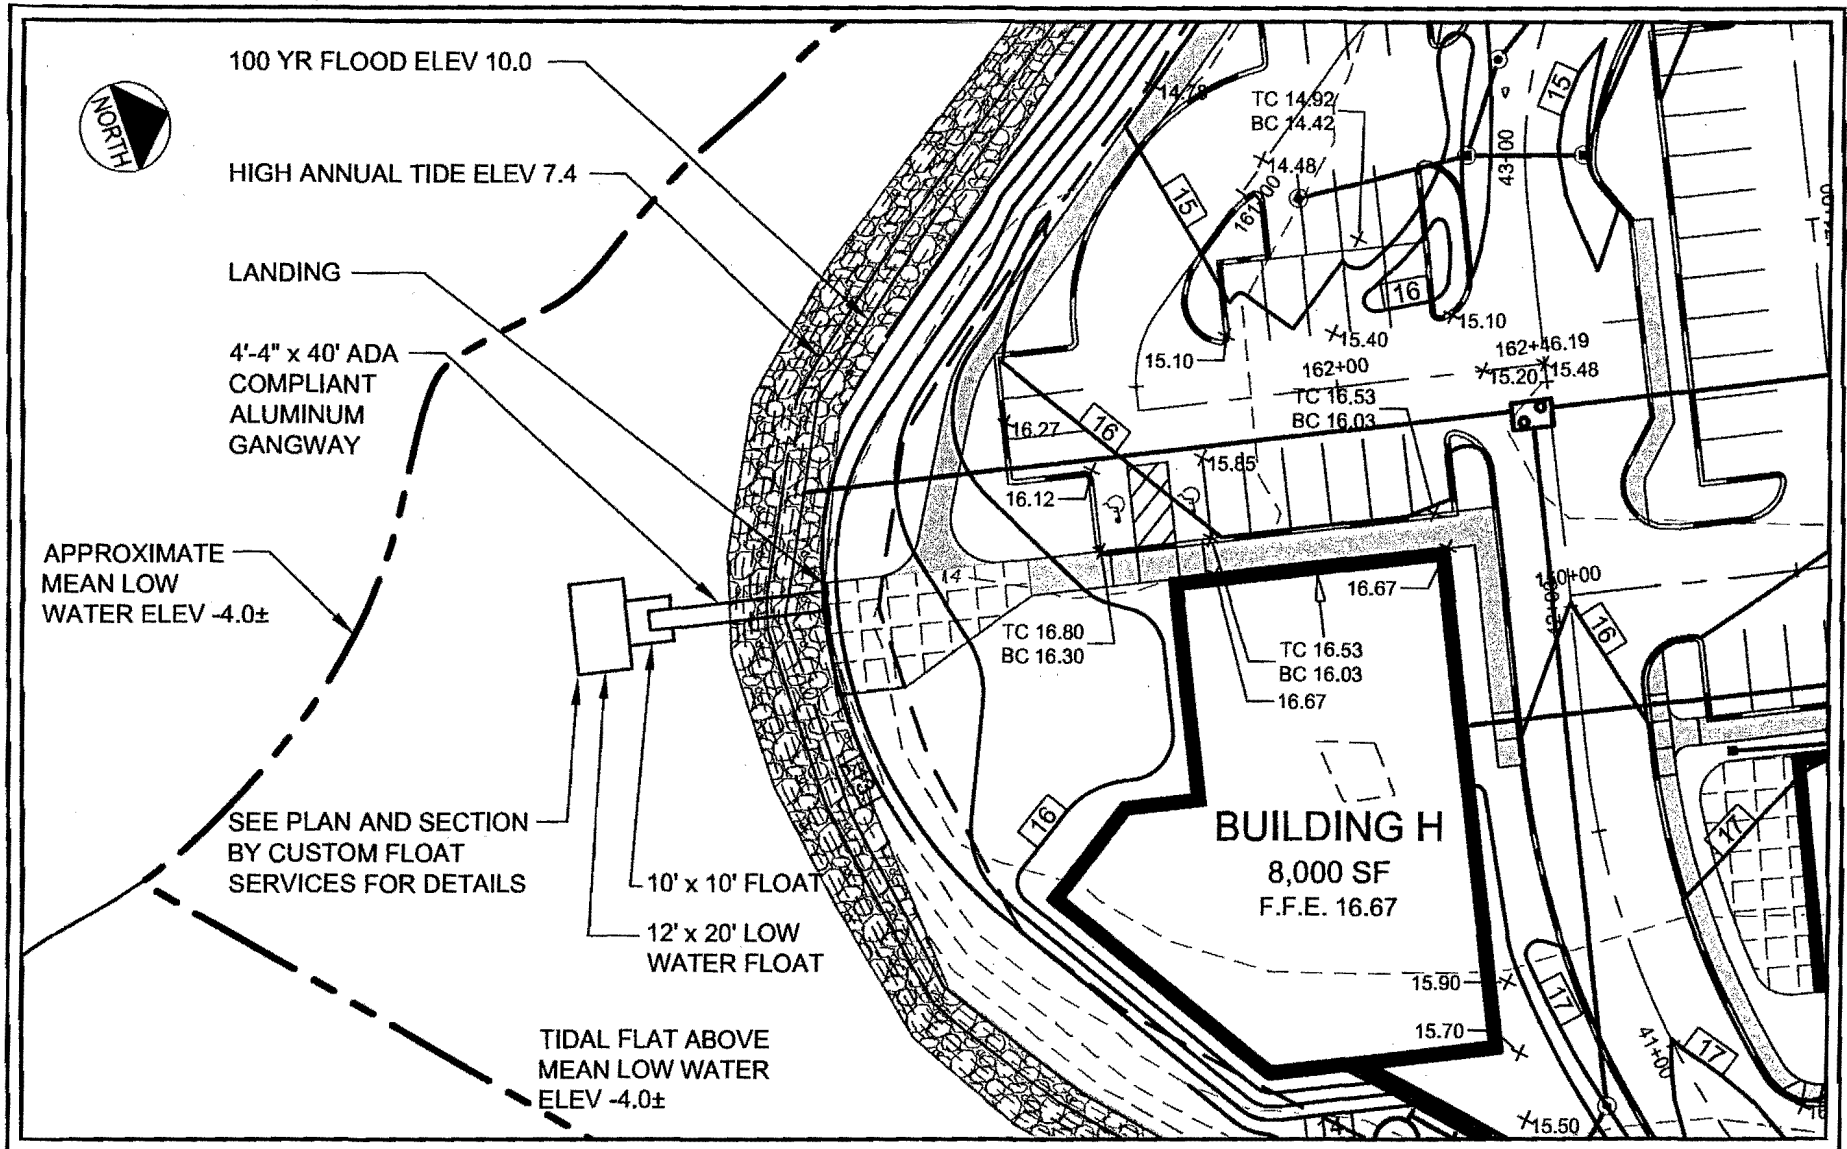 100 YR FLOOD ELEV 10.0
NORTH
HIGH ANNUAL TIDE ELEV 7.4
LANDING
4'-4" x 40' ADA
COMPLIANT
ALUMINUM
GANGWAY
APPROXIMATE
MEAN LOW
WATER ELEV -4.0±
SEE PLAN AND SECTION
BY CUSTOM FLOAT
SERVICES FOR DETAILS
10' x 10' FLOAT
12' x 20' LOW
WATER FLOAT
TIDAL FLAT ABOVE
MEAN LOW WATER
ELEV -4.0±
14.78
TC 14.92
BC 14.42
14.48
161+00
15
15
43+00
16
15.10
15.10
15.40
162+00
162+46.19
15.20
15.48
TC 16.53
BC 16.03
16.27
16
15.85
16.12
14
16.67
TC 16.80
BC 16.30
TC 16.53
BC 16.03
16.67
16
16
BUILDING H
8,000 SF
F.F.E. 16.67
17
15.90
17
15.70
41+00
17
15.50
14